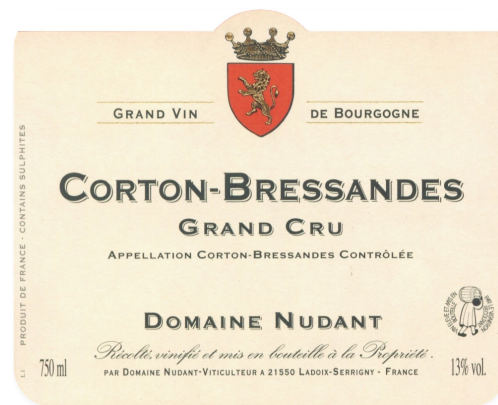 GRAND VIN DE BOURGOGNE
CORTON-BRESSANDES
GRAND CRU
APPELLATION CORTON-BRESSANDES CONTRÔLÉE
DOMAINE NUDANT
Récolté, vinifié et mis en bouteille à la Propriété.
750 ml
PAR DOMAINE NUDANT-VITICULTEUR A 21550 LADOIX-SERRIGNY - FRANCE
13% vol.
PRODUIT DE FRANCE - CONTAINS SULPHITES
LI